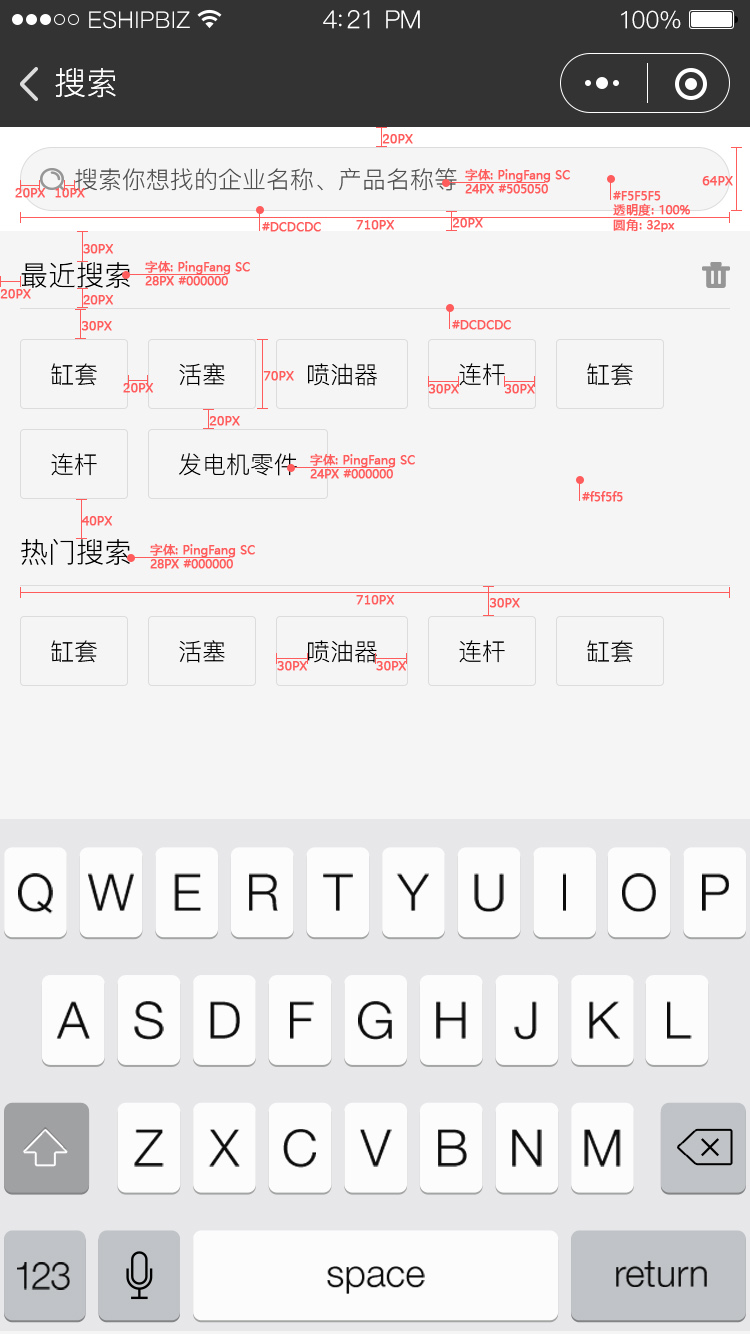 ESHIPBIZ 4:21 PM 100%
搜索
20PX
搜索你想找的企业名称、产品名称等
字体: PingFang SC
24PX #505050
64PX
20PX 10PX
#F5F5F5
透明度: 100%
圆角: 32px
#DCDCDC
710PX
20PX
30PX
最近搜索
字体: PingFang SC
28PX #000000
20PX
20PX
30PX
#DCDCDC
缸套 活塞 喷油器 连杆 缸套
20PX
70PX
30PX
30PX
20PX
连杆 发电机零件
字体: PingFang SC
24PX #000000
#f5f5f5
40PX
热门搜索
字体: PingFang SC
28PX #000000
710PX
30PX
缸套 活塞 喷油器 连杆 缸套
30PX
30PX
Q W E R T Y U I O P
A S D F G H J K L
Z X C V B N M
123 space return